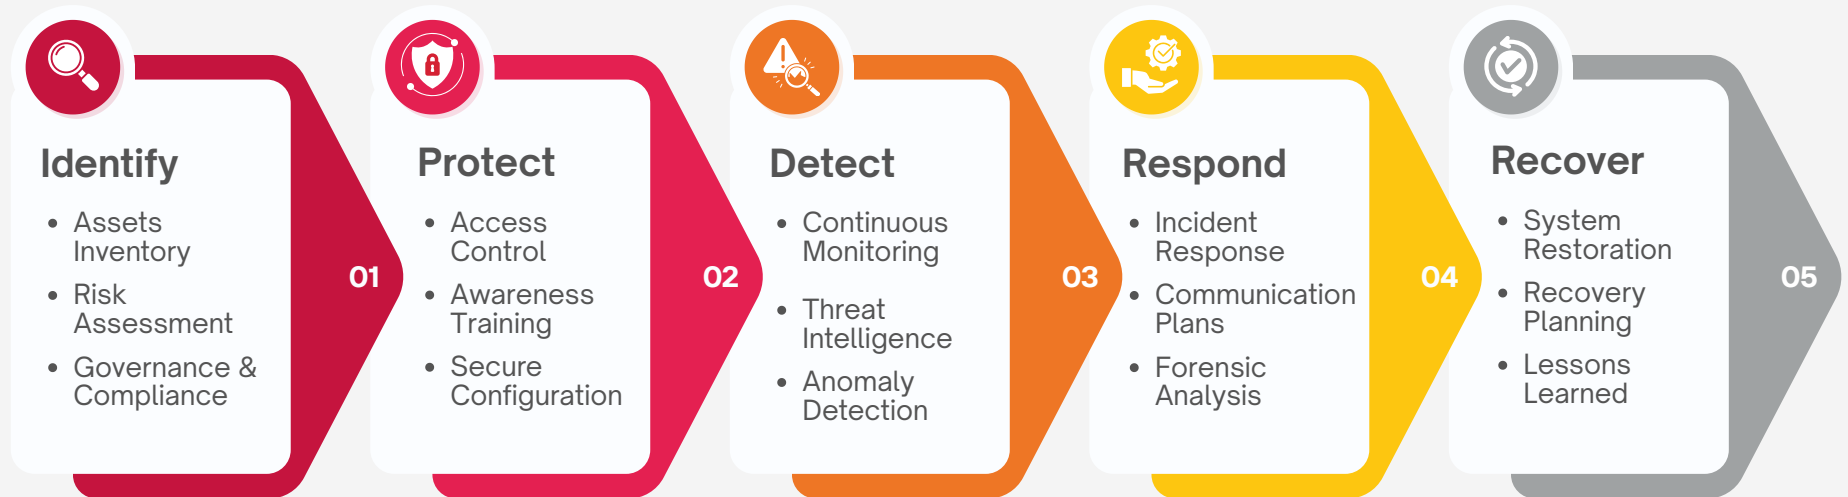 Identify
• Assets
Inventory
• Risk
Assessment
• Governance &
Compliance
01
Protect
• Access
Control
• Awareness
Training
• Secure
Configuration
02
Detect
• Continuous
Monitoring
• Threat
Intelligence
• Anomaly
Detection
03
Respond
• Incident
Response
• Communication
Plans
• Forensic
Analysis
04
Recover
• System
Restoration
• Recovery
Planning
• Lessons
Learned
05